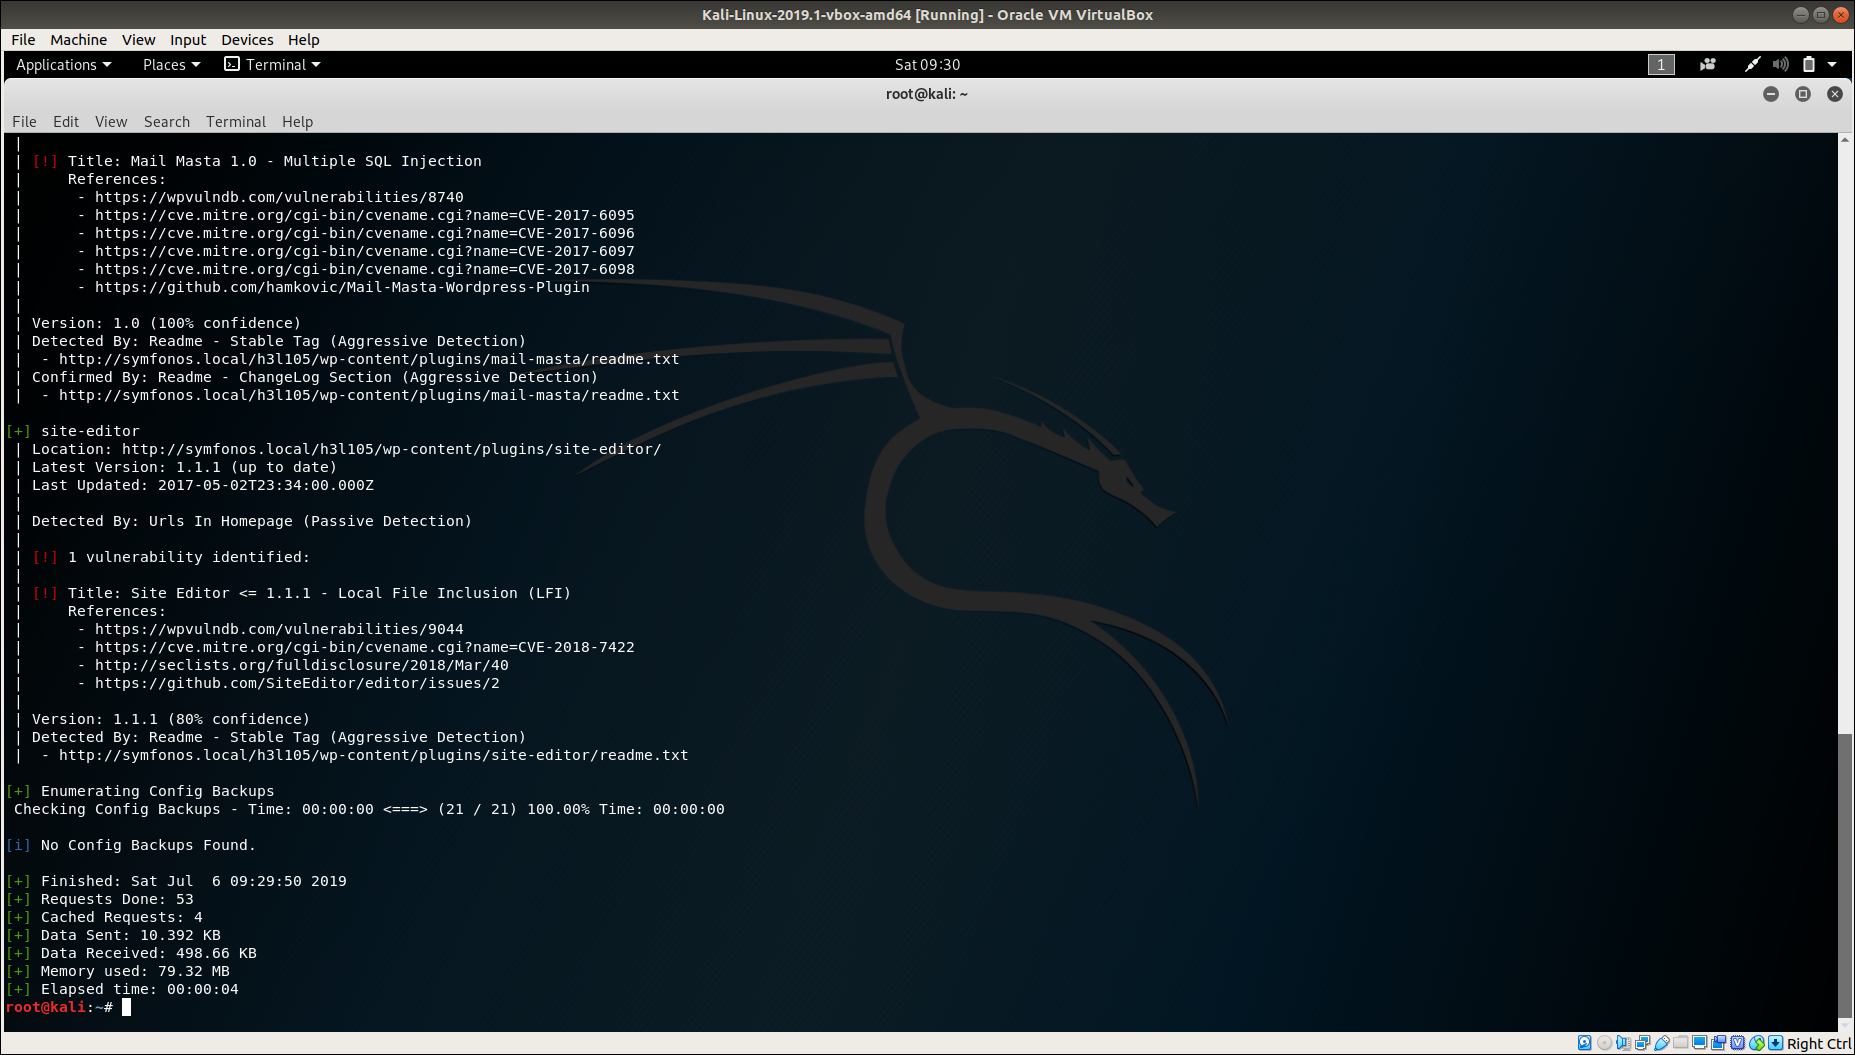 Kali-Linux-2019.1-vbox-amd64 [Running] - Oracle VM VirtualBox
File Machine View Input Devices Help
Applications Places Terminal Sat 09:30 1
root@kali: ~
File Edit View Search Terminal Help
|
| [!] Title: Mail Masta 1.0 - Multiple SQL Injection
|     References:
|      - https://wpvulndb.com/vulnerabilities/8740
|      - https://cve.mitre.org/cgi-bin/cvename.cgi?name=CVE-2017-6095
|      - https://cve.mitre.org/cgi-bin/cvename.cgi?name=CVE-2017-6096
|      - https://cve.mitre.org/cgi-bin/cvename.cgi?name=CVE-2017-6097
|      - https://cve.mitre.org/cgi-bin/cvename.cgi?name=CVE-2017-6098
|      - https://github.com/hamkovic/Mail-Masta-Wordpress-Plugin
|
| Version: 1.0 (100% confidence)
| Detected By: Readme - Stable Tag (Aggressive Detection)
|  - http://symfonos.local/h3l105/wp-content/plugins/mail-masta/readme.txt
| Confirmed By: Readme - ChangeLog Section (Aggressive Detection)
|  - http://symfonos.local/h3l105/wp-content/plugins/mail-masta/readme.txt
[+] site-editor
| Location: http://symfonos.local/h3l105/wp-content/plugins/site-editor/
| Latest Version: 1.1.1 (up to date)
| Last Updated: 2017-05-02T23:34:00.000Z
|
| Detected By: Urls In Homepage (Passive Detection)
|
| [!] 1 vulnerability identified:
|
| [!] Title: Site Editor <= 1.1.1 - Local File Inclusion (LFI)
|     References:
|      - https://wpvulndb.com/vulnerabilities/9044
|      - https://cve.mitre.org/cgi-bin/cvename.cgi?name=CVE-2018-7422
|      - http://seclists.org/fulldisclosure/2018/Mar/40
|      - https://github.com/SiteEditor/editor/issues/2
|
| Version: 1.1.1 (80% confidence)
| Detected By: Readme - Stable Tag (Aggressive Detection)
|  - http://symfonos.local/h3l105/wp-content/plugins/site-editor/readme.txt
[+] Enumerating Config Backups
Checking Config Backups - Time: 00:00:00 <===> (21 / 21) 100.00% Time: 00:00:00
[i] No Config Backups Found.
[+] Finished: Sat Jul  6 09:29:50 2019
[+] Requests Done: 53
[+] Cached Requests: 4
[+] Data Sent: 10.392 KB
[+] Data Received: 498.66 KB
[+] Memory used: 79.32 MB
[+] Elapsed time: 00:00:04
root@kali:~#
Right Ctrl